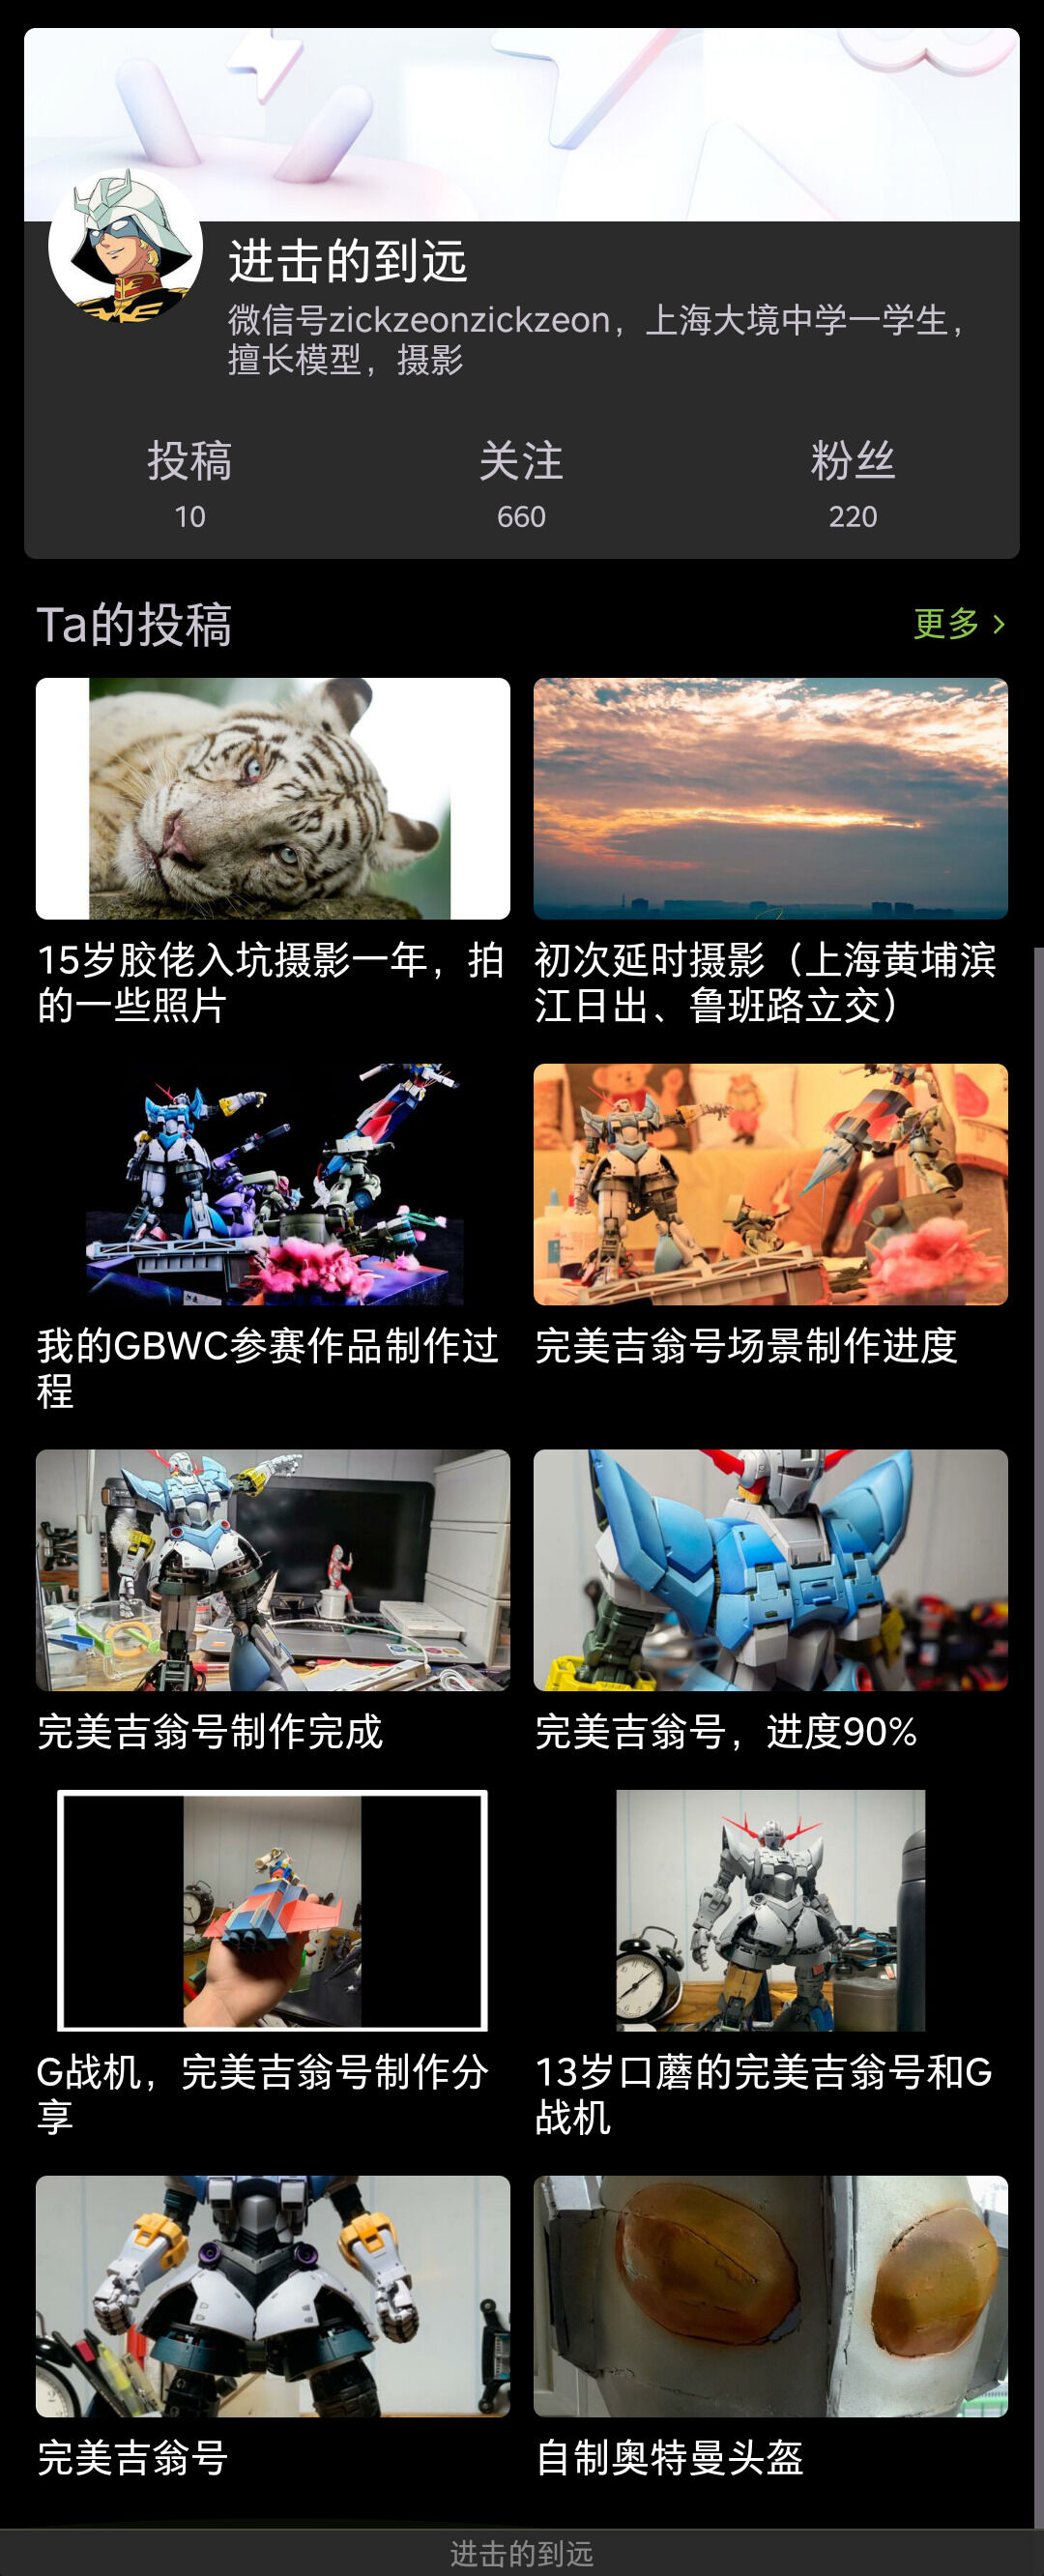 进击的到远
微信号zickzeonzickzeon，上海大境中学一学生，
擅长模型，摄影
投稿
关注
粉丝
10
660
220
Ta的投稿
更多 >
15岁胶佬入坑摄影一年，拍
的一些照片
初次延时摄影（上海黄埔滨
江日出、鲁班路立交）
我的GBWC参赛作品制作过
程
完美吉翁号场景制作进度
完美吉翁号制作完成
完美吉翁号，进度90%
G战机，完美吉翁号制作分
享
13岁口蘑的完美吉翁号和G
战机
完美吉翁号
自制奥特曼头盔
进击的到远